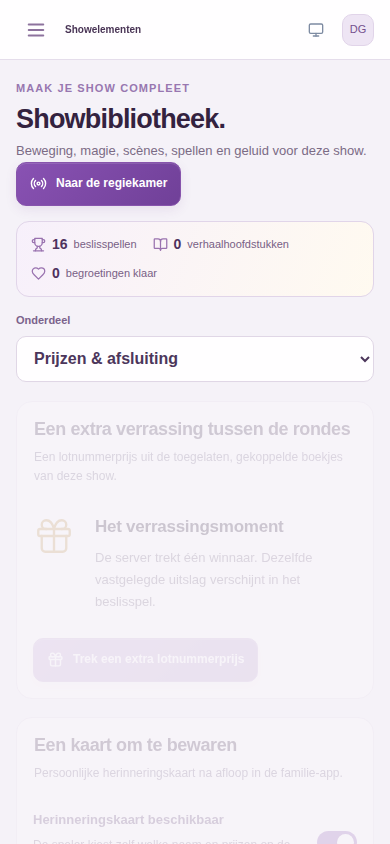 Showelementen
DG
MAAK JE SHOW COMPLEET
Showbibliotheek.
Beweging, magie, scènes, spellen en geluid voor deze show.
Naar de regiekamer
16 beslisspellen 0 verhaalhoofdstukken
0 begroetingen klaar
Onderdeel
Prijzen & afsluiting
Een extra verrassing tussen de rondes
Een lotnummerprijs uit de toegelaten, gekoppelde boekjes
van deze show.
Het verrassingsmoment
De server trekt één winnaar. Dezelfde
vastgelegde uitslag verschijnt in het
beslisspel.
Trek een extra lotnummerprijs
Een kaart om te bewaren
Persoonlijke herinneringskaart na afloop in de familie-app.
Herinneringskaart beschikbaar